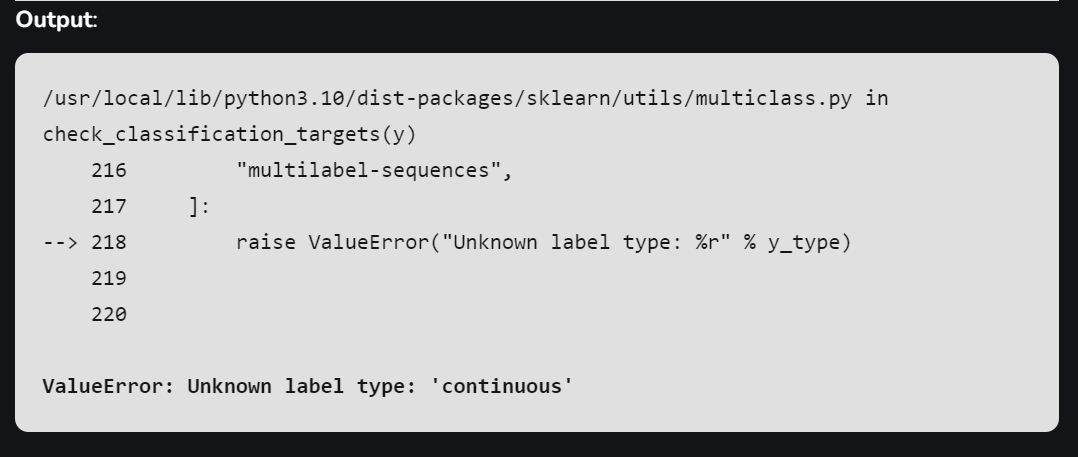 Output:
/usr/local/lib/python3.10/dist-packages/sklearn/utils/multiclass.py in
check_classification_targets(y)
    216         "multilabel-sequences",
    217     ]:
--> 218         raise ValueError("Unknown label type: %r" % y_type)
    219
    220
ValueError: Unknown label type: 'continuous'